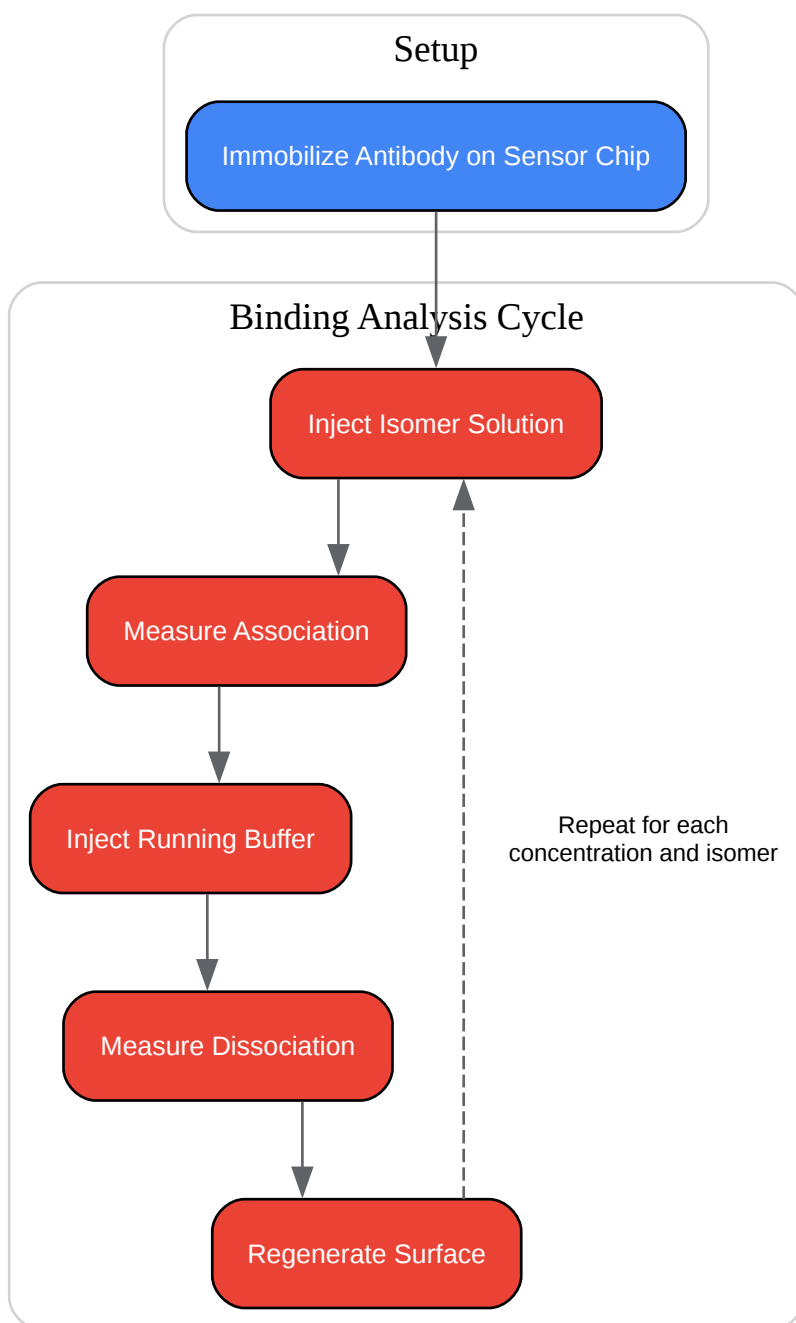 Setup
Immobilize Antibody on Sensor Chip
Binding Analysis Cycle
Inject Isomer Solution
Measure Association
Inject Running Buffer
Repeat for each
concentration and isomer
Measure Dissociation
Regenerate Surface